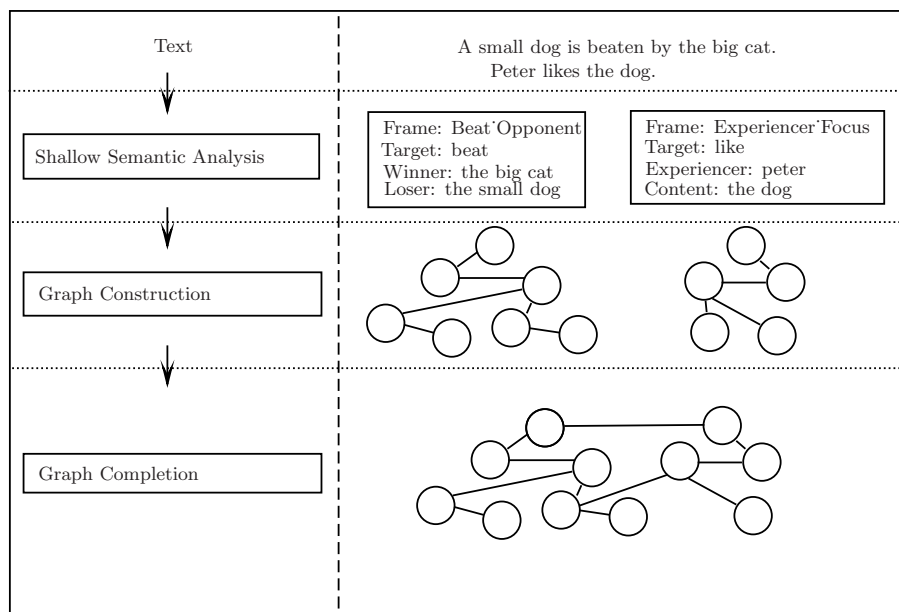 Text
A small dog is beaten by the big cat.
Peter likes the dog.
Shallow Semantic Analysis
Frame: Beat˙Opponent
Target: beat
Winner: the big cat
Loser: the small dog
Frame: Experiencer˙Focus
Target: like
Experiencer: peter
Content: the dog
Graph Construction
Graph Completion